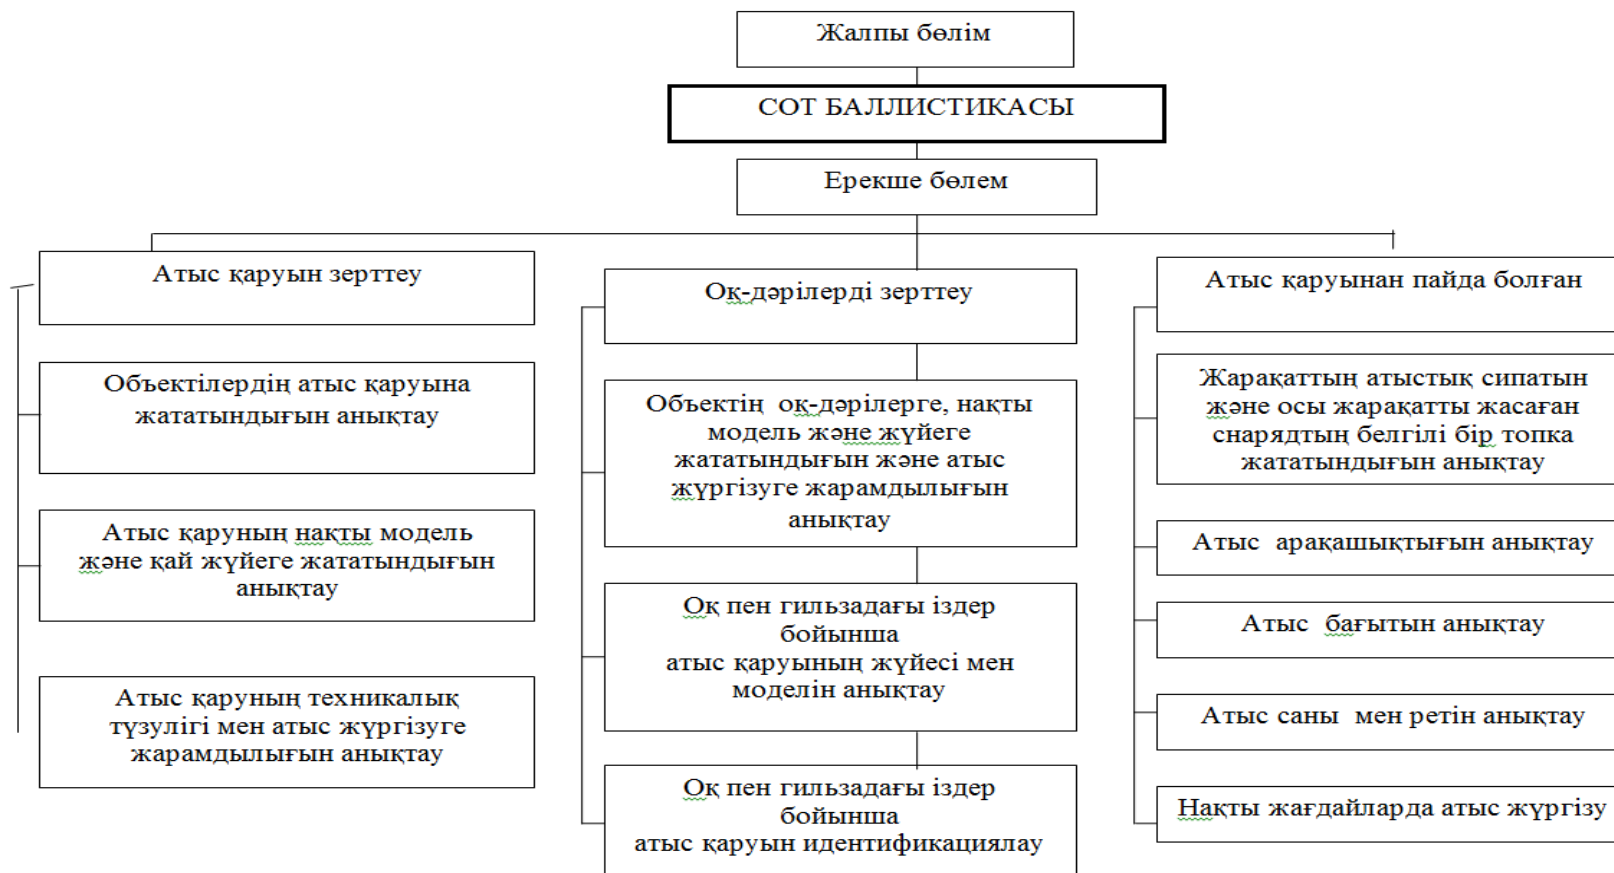 Жалпы бөлім
СОТ БАЛЛИСТИКАСЫ
Ерекше бөлем
Атыс қаруын зерттеу
Объектілердің атыс қаруына
жататындығын анықтау
Атыс қаруның нақты модель
және қай жүйеге жататындығын
анықтау
Атыс қаруның техникалық
түзулігі мен атыс жүргізуге
жарамдылығын анықтау
Оқ-дәрілерді зерттеу
Объектің оқ-дәрілерге, нақты
модель және жүйеге
жататындығын және атыс
жүргізуге жарамдылығын
анықтау
Оқ пен гильзадағы іздер
бойынша
атыс қаруының жүйесі мен
моделін анықтау
Оқ пен гильзадағы іздер
бойынша
атыс қаруын идентификациялау
Атыс қаруынан пайда болған
Жарақаттың атыстық сипатын
және осы жарақатты жасаған
снарядтың белгілі бір топка
жататындығын анықтау
Атыс арақашықтығын анықтау
Атыс бағытын анықтау
Атыс саны мен ретін анықтау
Нақты жағдайларда атыс жүргізу